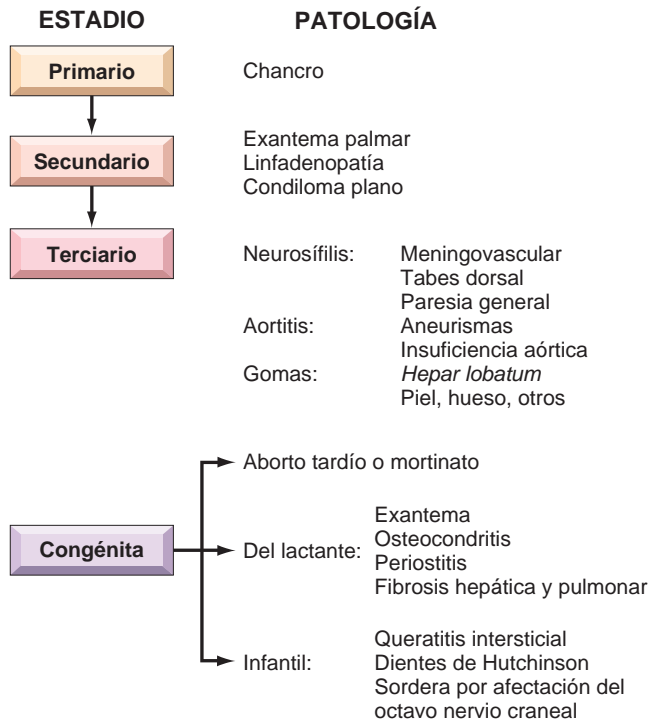 ESTADIO PATOLOGÍA
Primario Chancro
Secundario
Exantema palmar
Linfadenopatía
Condiloma plano
Terciario
Neurosífilis: Meningovascular
Tabes dorsal
Paresia general
Aortitis: Aneurismas
Insuficiencia aórtica
Gomas: Hepar lobatum
Piel, hueso, otros
Congénita
Aborto tardío o mortinato
Del lactante:
Exantema
Osteocondritis
Periostitis
Fibrosis hepática y pulmonar
Infantil:
Queratitis intersticial
Dientes de Hutchinson
Sordera por afectación del
octavo nervio craneal